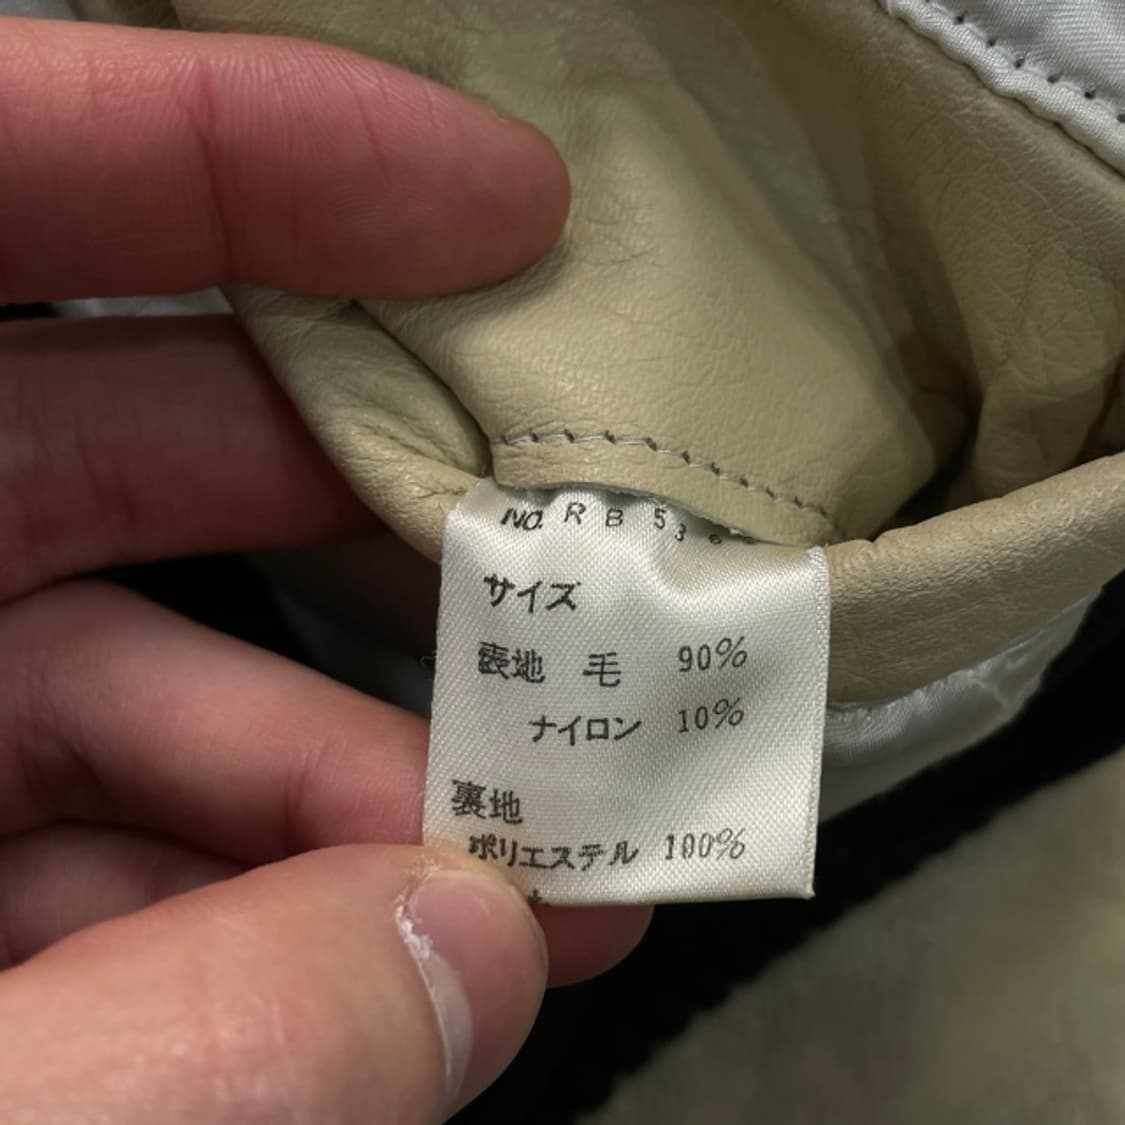 NO. R B 5 3 6
サイズ
表地 毛 90%
ナイロン 10%
裏地
ポリエステル 100%